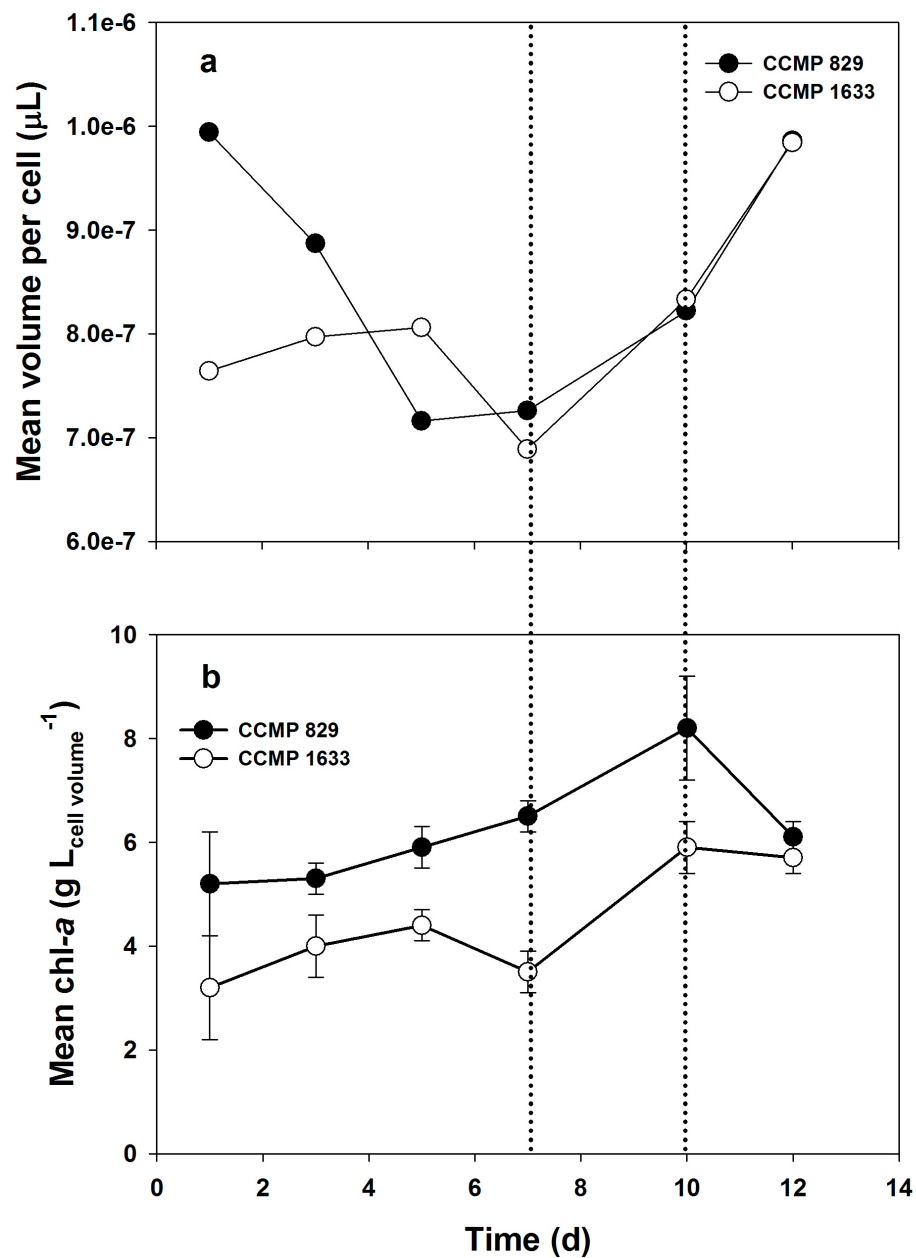 1.1e-6
a
CCMP 829
CCMP 1633
1.0e-6
9.0e-7
8.0e-7
7.0e-7
6.0e-7
Mean volume per cell (μL)
10
b
CCMP 829
CCMP 1633
8
6
4
2
0
Mean chl-a (g L cell volume -1)
0 2 4 6 8 10 12 14
Time (d)